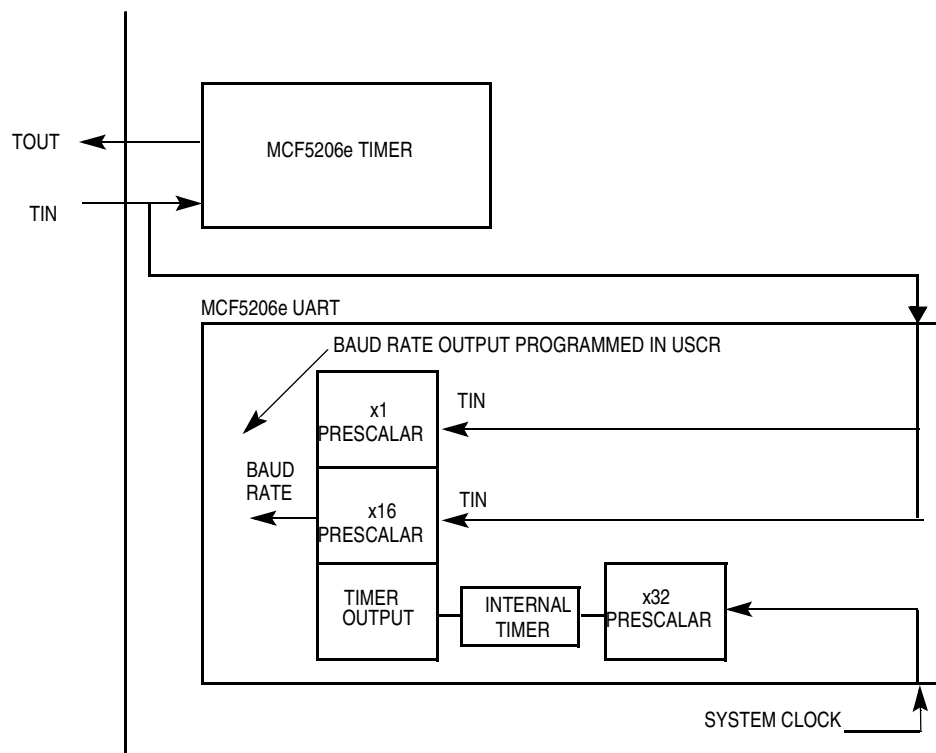 TOUT
MCF5206e TIMER
TIN
MCF5206e UART
BAUD RATE OUTPUT PROGRAMMED IN USCR
x1
PRESCALAR
TIN
BAUD
RATE
x16
PRESCALAR
TIN
TIMER
OUTPUT
INTERNAL
TIMER
x32
PRESCALAR
SYSTEM CLOCK